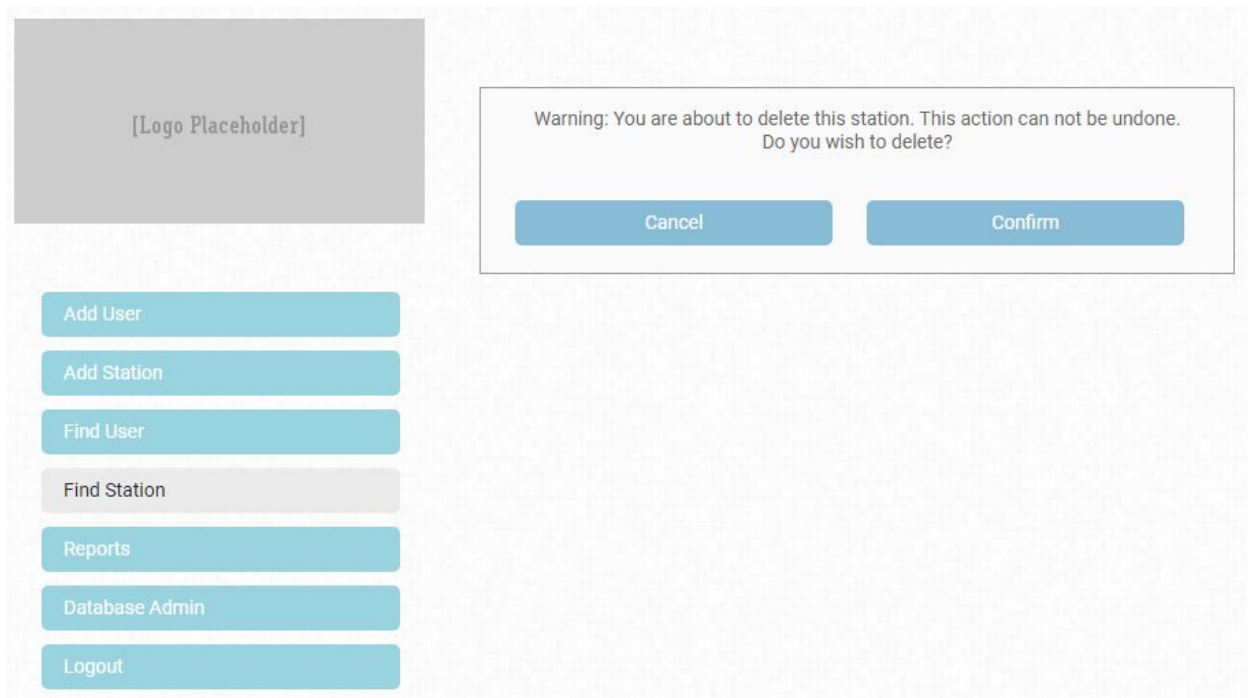 [Logo Placeholder]
Warning: You are about to delete this station. This action can not be undone.
Do you wish to delete?
Cancel
Confirm
Add User
Add Station
Find User
Find Station
Reports
Database Admin
Logout